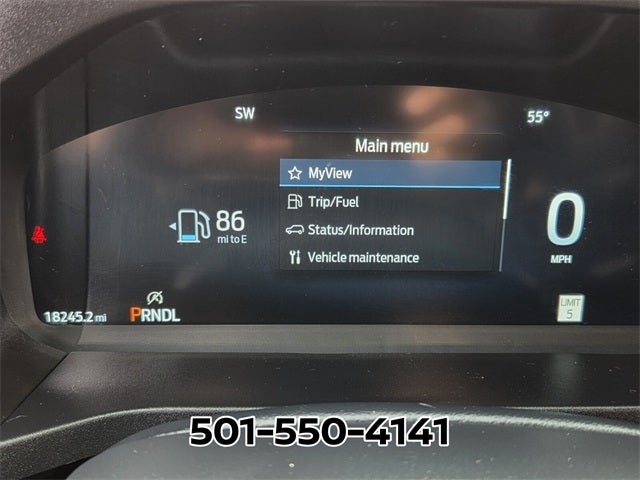 SW
55°
Main menu
MyView
Trip/Fuel
Status/Information
Vehicle maintenance
86
mi to E
0
MPH
18245.2 mi
PRNDL
LIMIT
5
501-550-4141